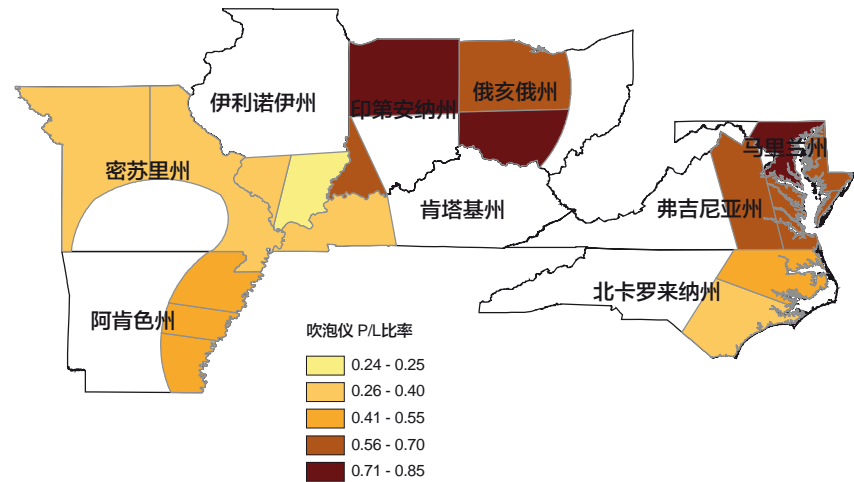 伊利诺伊州
印第安纳州
俄亥俄州
马里兰州
密苏里州
肯塔基州
弗吉尼亚州
阿肯色州
北卡罗来纳州
吹泡仪 P/L比率
0.24 - 0.25
0.26 - 0.40
0.41 - 0.55
0.56 - 0.70
0.71 - 0.85